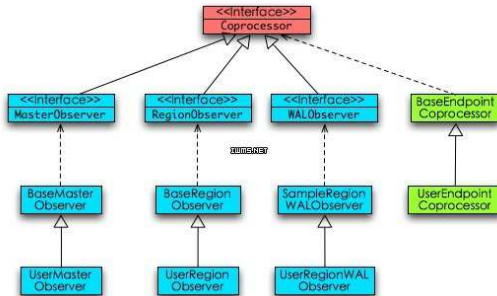 <<Interface>>
Coprocessor
<<Interface>>
MasterObserver
<<Interface>>
RegionObserver
<<Interface>>
WALObserver
BaseEndpoint
Coprocessor
IWMS.NET
BaseMaster
Observer
BaseRegion
Observer
SampleRegion
WALObserver
UserEndpoint
Coprocessor
UserMaster
Observer
UserRegion
Observer
UserRegionWAL
Observer